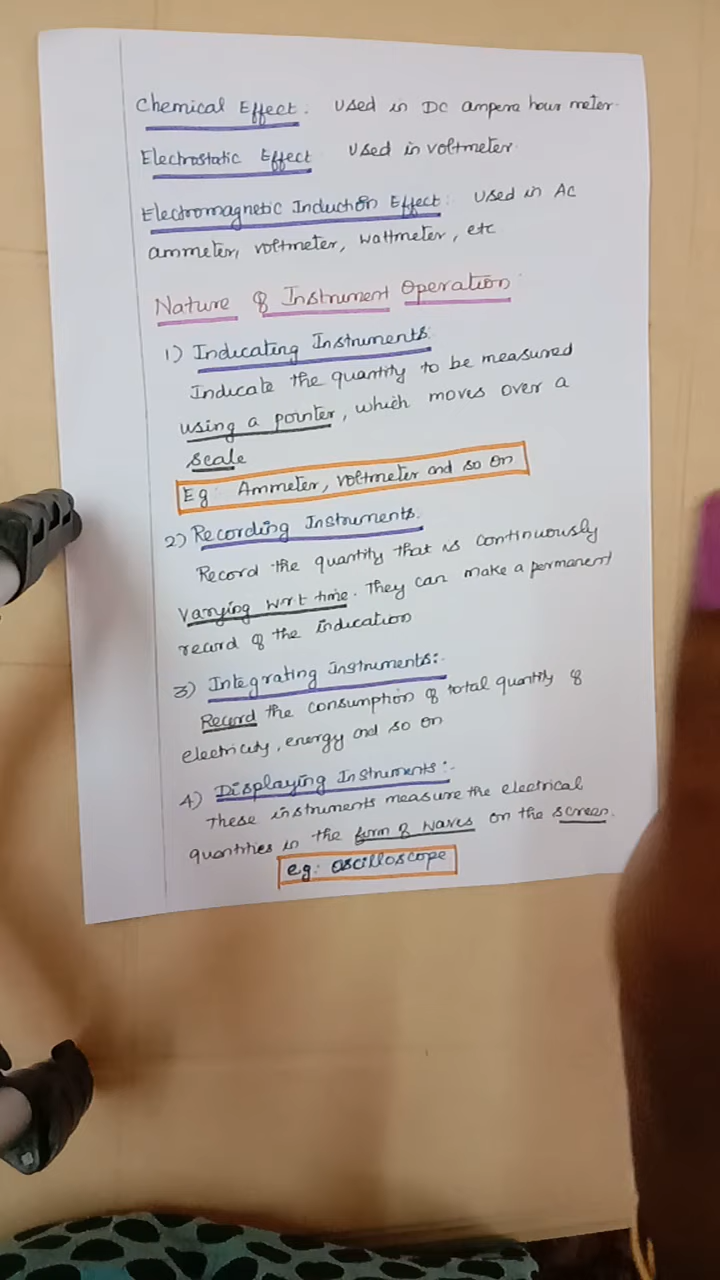 Chemical Effect: Used in DC ampere hour meter.
Electrostatic Effect Used in voltmeter.
Electromagnetic Induction Effect: Used in AC
ammeter, voltmeter, wattmeter, etc
Nature of Instrument Operation:
1) Indicating Instruments:
Indicate the quantity to be measured
using a pointer, which moves over a
scale
Eg: Ammeter, voltmeter and so on
2) Recording Instruments.
Record the quantity that is continuously
Varying w.r.t time. They can make a permanent
record of the indication
3) Integrating Instruments:-
Record the consumption of total quantity of
electricity, energy and so on
4) Displaying Instruments:-
These instruments measure the electrical
quantities in the form of waves on the screen.
eg: oscilloscope